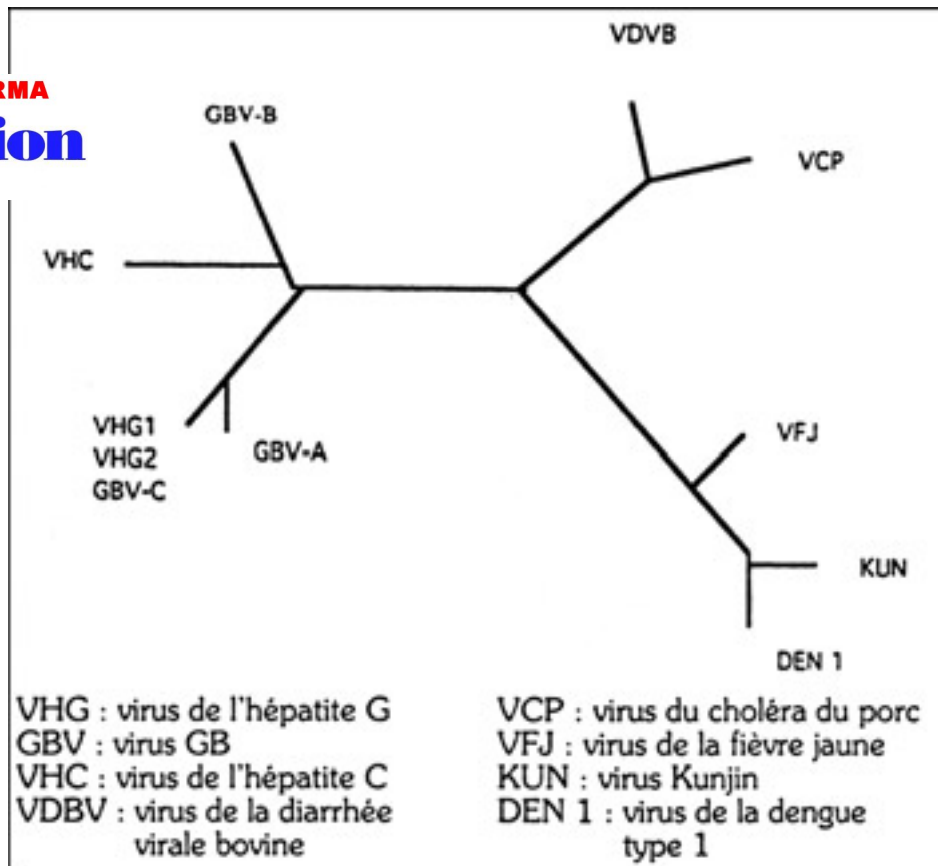 VDVB
GBV-B
VCP
VHC
VHG1
VHG2
GBV-C
GBV-A
VFJ
KUN
DEN 1
VHG : virus de l'hépatite G
GBV : virus GB
VHC : virus de l'hépatite C
VDBV : virus de la diarrhée
virale bovine
VCP : virus du choléra du porc
VFJ : virus de la fièvre jaune
KUN : virus Kunjin
DEN 1 : virus de la dengue
type 1